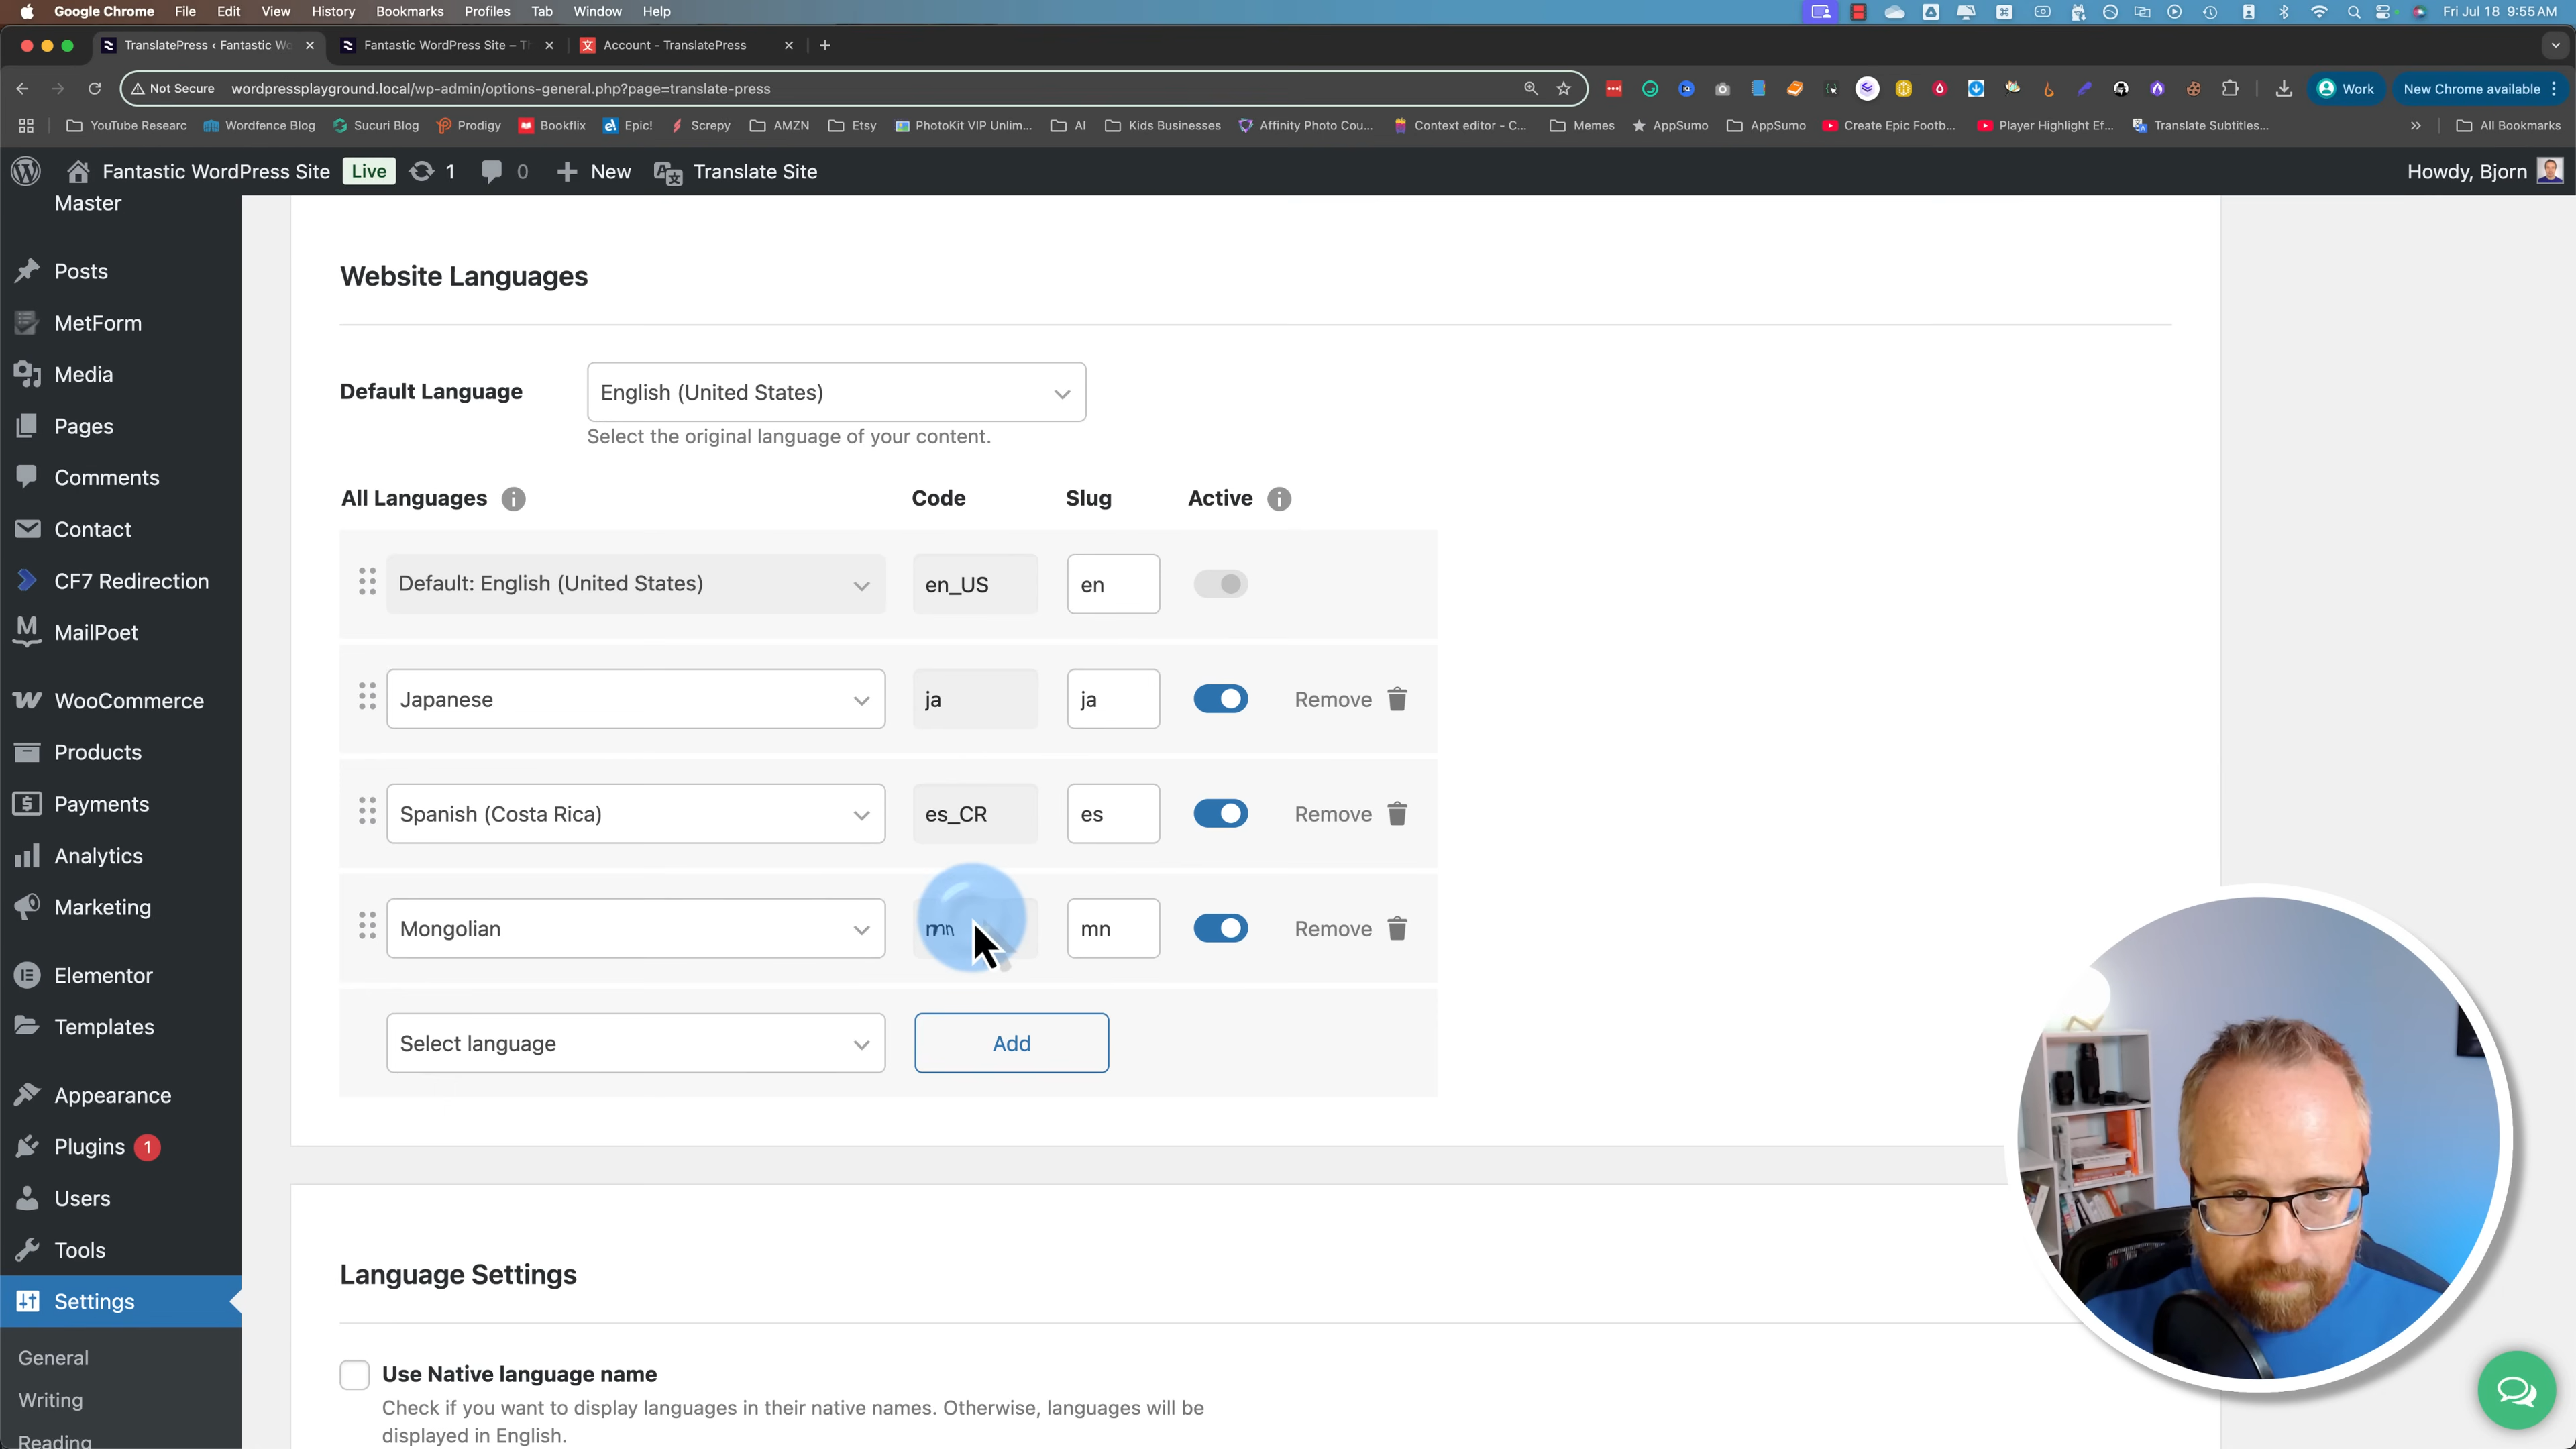 Google Chrome File Edit View History Bookmarks Profiles Tab Window Help Fri Jul 18 9:55 AM
TranslatePress ‹ Fantastic Wo Fantastic WordPress Site – Th Account - TranslatePress
Not Secure wordpressplayground.local/wp-admin/options-general.php?page=translate-press Work New Chrome available
YouTube Researc Wordfence Blog Sucuri Blog Prodigy Bookflix Epic! Screpy AMZN Etsy PhotoKit VIP Unlim... AI Kids Businesses Affinity Photo Cou... Context editor - C... Memes AppSumo AppSumo Create Epic Footb... Player Highlight Ef... Translate Subtitles... All Bookmarks
Fantastic WordPress Site Live 1 0 New Translate Site Howdy, Bjorn
Master
Posts
MetForm
Media
Pages
Comments
Contact
CF7 Redirection
MailPoet
WooCommerce
Products
Payments
Analytics
Marketing
Elementor
Templates
Appearance
Plugins 1
Users
Tools
Settings
General
Writing
Reading
Website Languages
Default Language English (United States)
Select the original language of your content.
All Languages Code Slug Active
Default: English (United States) en_US en
Japanese ja ja Remove
Spanish (Costa Rica) es_CR es Remove
Mongolian mn mn Remove
Select language Add
Language Settings
Use Native language name
Check if you want to display languages in their native names. Otherwise, languages will be
displayed in English.